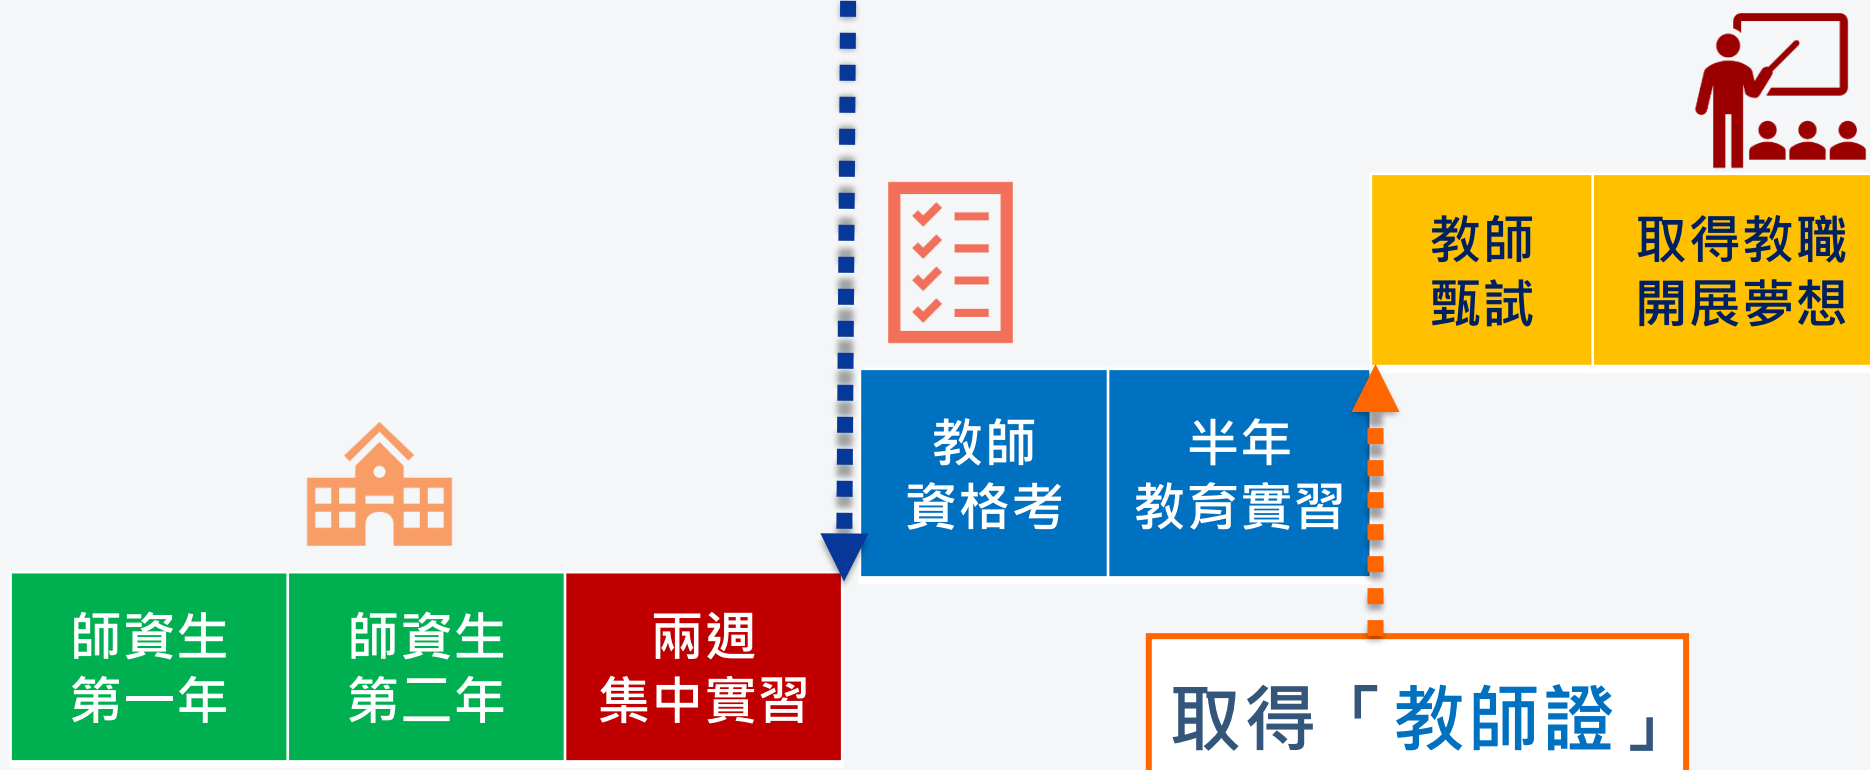 教師
甄試
取得教職
開展夢想
教師
資格考
半年
教育實習
師資生
第一年
師資生
第二年
兩週
集中實習
取得「教師證」